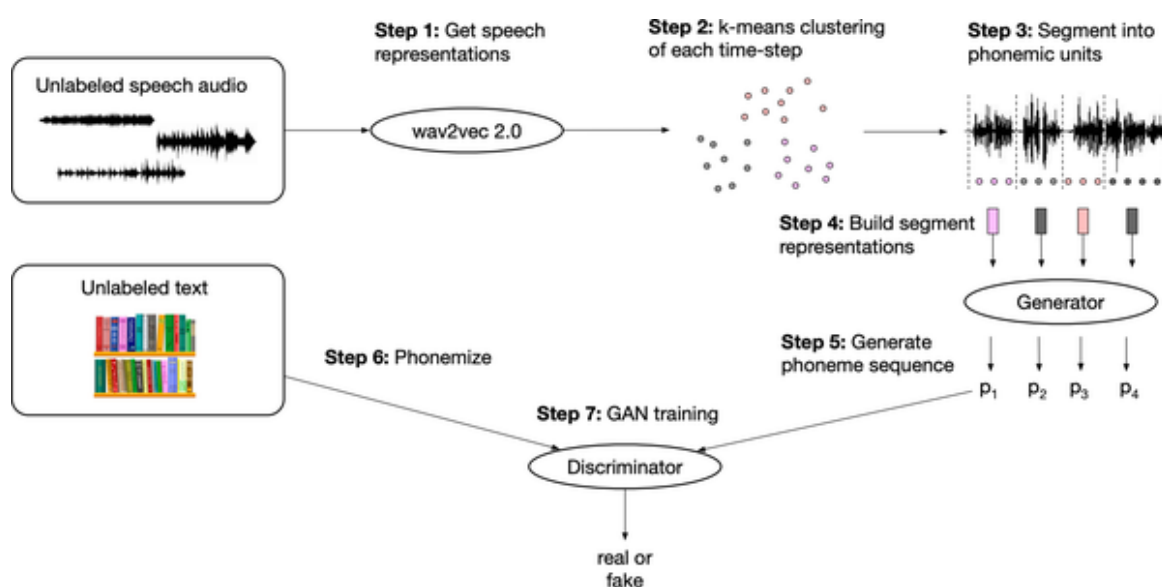 Step 1: Get speech
representations
Step 2: k-means clustering
of each time-step
Step 3: Segment into
phonemic units
Unlabeled speech audio
wav2vec 2.0
Step 4: Build segment
representations
Unlabeled text
Generator
Step 5: Generate
phoneme sequence
Step 6: Phonemize
p1 p2 p3 p4
Step 7: GAN training
Discriminator
real or
fake